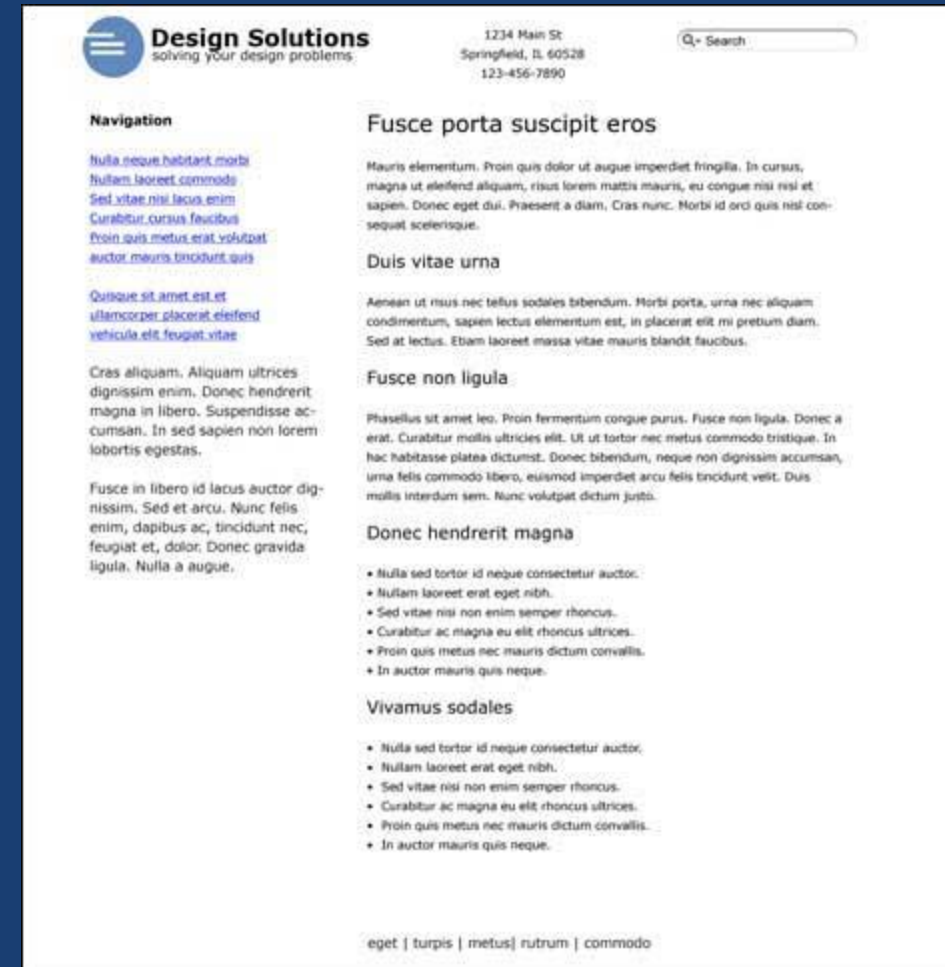 Design Solutions
solving your design problems
1234 Main St
Springfield, IL 60528
123-456-7890
Search
Navigation
Nulla neque habitant morbi
Nullam laoreet commodo
Sed vitae nisi lacus enim
Curabitur cursus faucibus
Proin quis metus erat volutpat
auctor mauris tincidunt quis
Quisque sit amet est et
ullamcorper placerat eleifend
vehicula elit feugiat vitae
Cras aliquam. Aliquam ultrices
dignissim enim. Donec hendrerit
magna in libero. Suspendisse ac-
cumsan. In sed sapien non lorem
lobortis egestas.
Fusce in libero id lacus auctor dig-
nissim. Sed et arcu. Nunc felis
enim, dapibus ac, tincidunt nec,
feugiat et, dolor. Donec gravida
ligula. Nulla a augue.
Fusce porta suscipit eros
Mauris elementum. Proin quis dolor ut augue imperdiet fringilla. In cursus,
magna ut eleifend aliquam, risus lorem mattis mauris, eu congue nisi nisl et
sapien. Donec eget dui. Praesent a diam. Cras nunc. Morbi id orci quis nisl con-
sequat scelerisque.
Duis vitae urna
Aenean ut risus nec tellus sodales bibendum. Morbi porta, urna nec aliquam
condimentum, sapien lectus elementum est, in placerat elit mi pretium diam.
Sed at lectus. Etiam laoreet massa vitae mauris blandit faucibus.
Fusce non ligula
Phasellus sit amet leo. Proin fermentum congue purus. Fusce non ligula. Donec a
erat. Curabitur mollis ultricies elit. Ut ut tortor nec metus commodo tristique. In
hac habitasse platea dictumst. Donec bibendum, neque non dignissim accumsan,
urna felis commodo libero, euismod imperdiet arcu felis tincidunt velit. Duis
mollis interdum sem. Nunc volutpat dictum justo.
Donec hendrerit magna
• Nulla sed tortor id neque consectetur auctor.
• Nullam laoreet erat eget nibh.
• Sed vitae nisi non enim semper rhoncus.
• Curabitur ac magna eu elit rhoncus ultrices.
• Proin quis metus nec mauris dictum convallis.
• In auctor mauris quis neque.
Vivamus sodales
• Nulla sed tortor id neque consectetur auctor.
• Nullam laoreet erat eget nibh.
• Sed vitae nisi non enim semper rhoncus.
• Curabitur ac magna eu elit rhoncus ultrices.
• Proin quis metus nec mauris dictum convallis.
• In auctor mauris quis neque.
eget | turpis | metus| rutrum | commodo